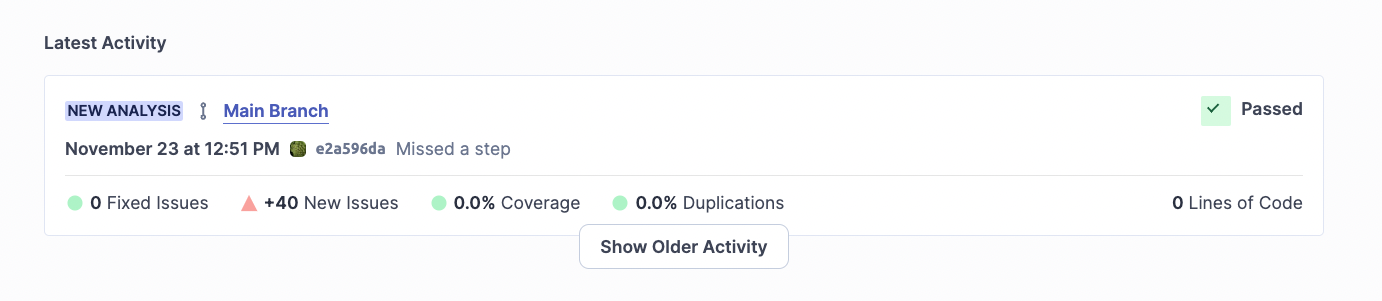 Latest Activity
NEW ANALYSIS Main Branch Passed
November 23 at 12:51 PM e2a596da Missed a step
0 Fixed Issues +40 New Issues 0.0% Coverage 0.0% Duplications 0 Lines of Code
Show Older Activity